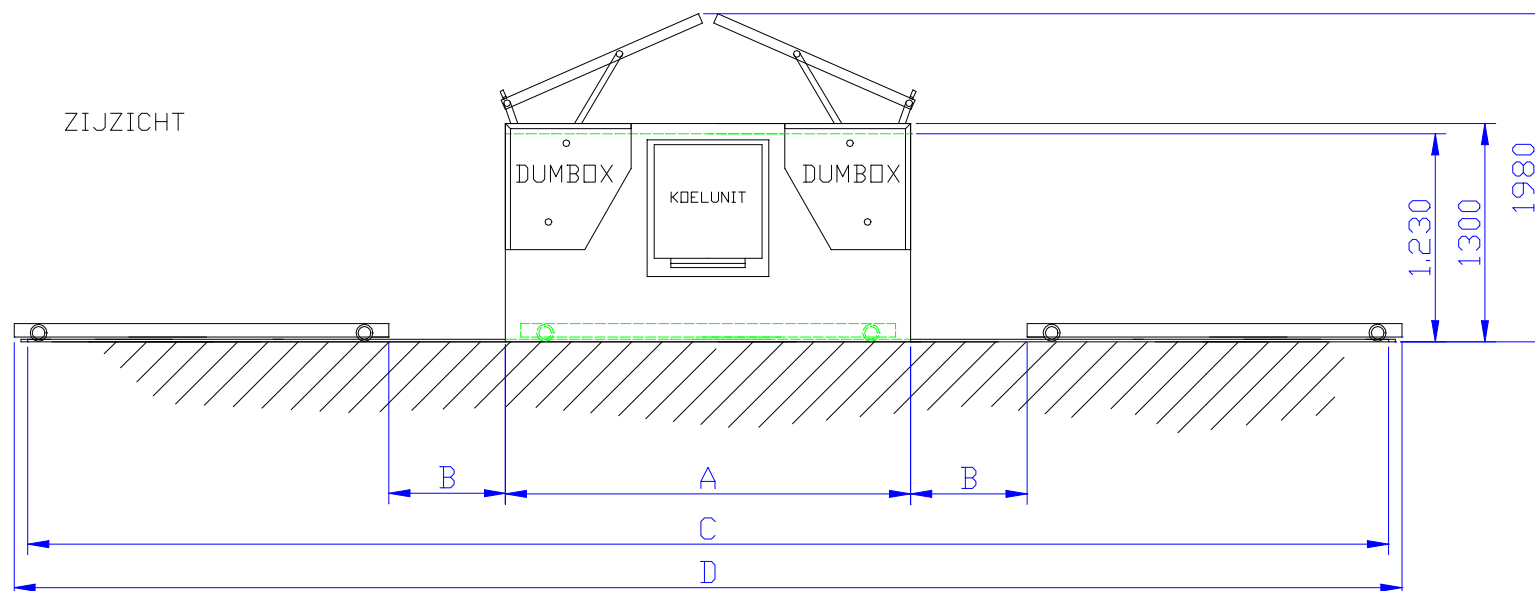 ZIJZICHT
DUMBOX
KOELUNIT
DUMBOX
1.230
1300
1980
B
A
B
C
D